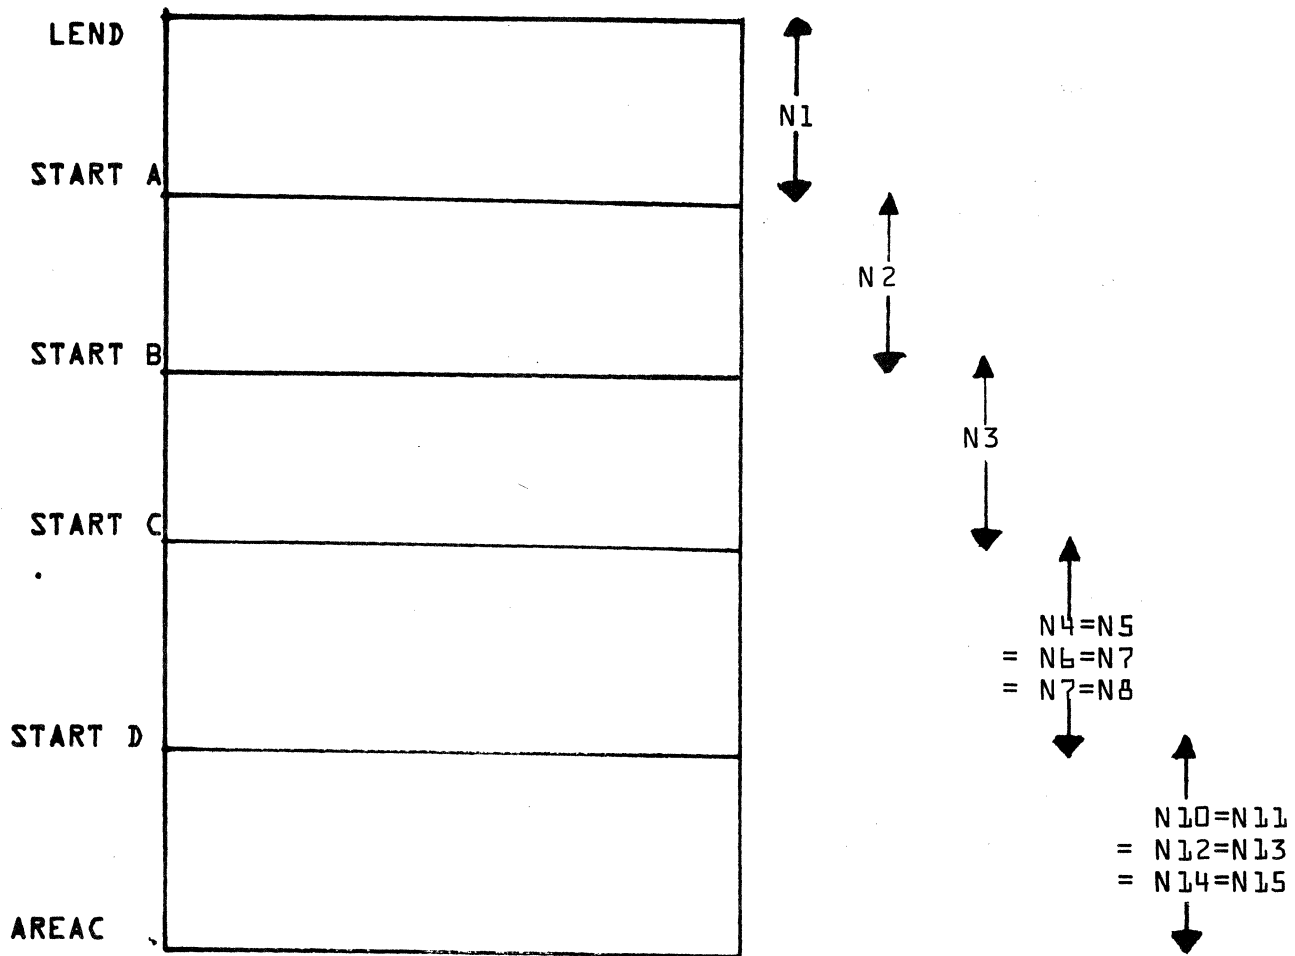 LEND
N1
START A
N2
START B
N3
START C
N4=N5
= N6=N7
= N7=N8
START D
N10=N11
= N12=N13
= N14=N15
AREAC